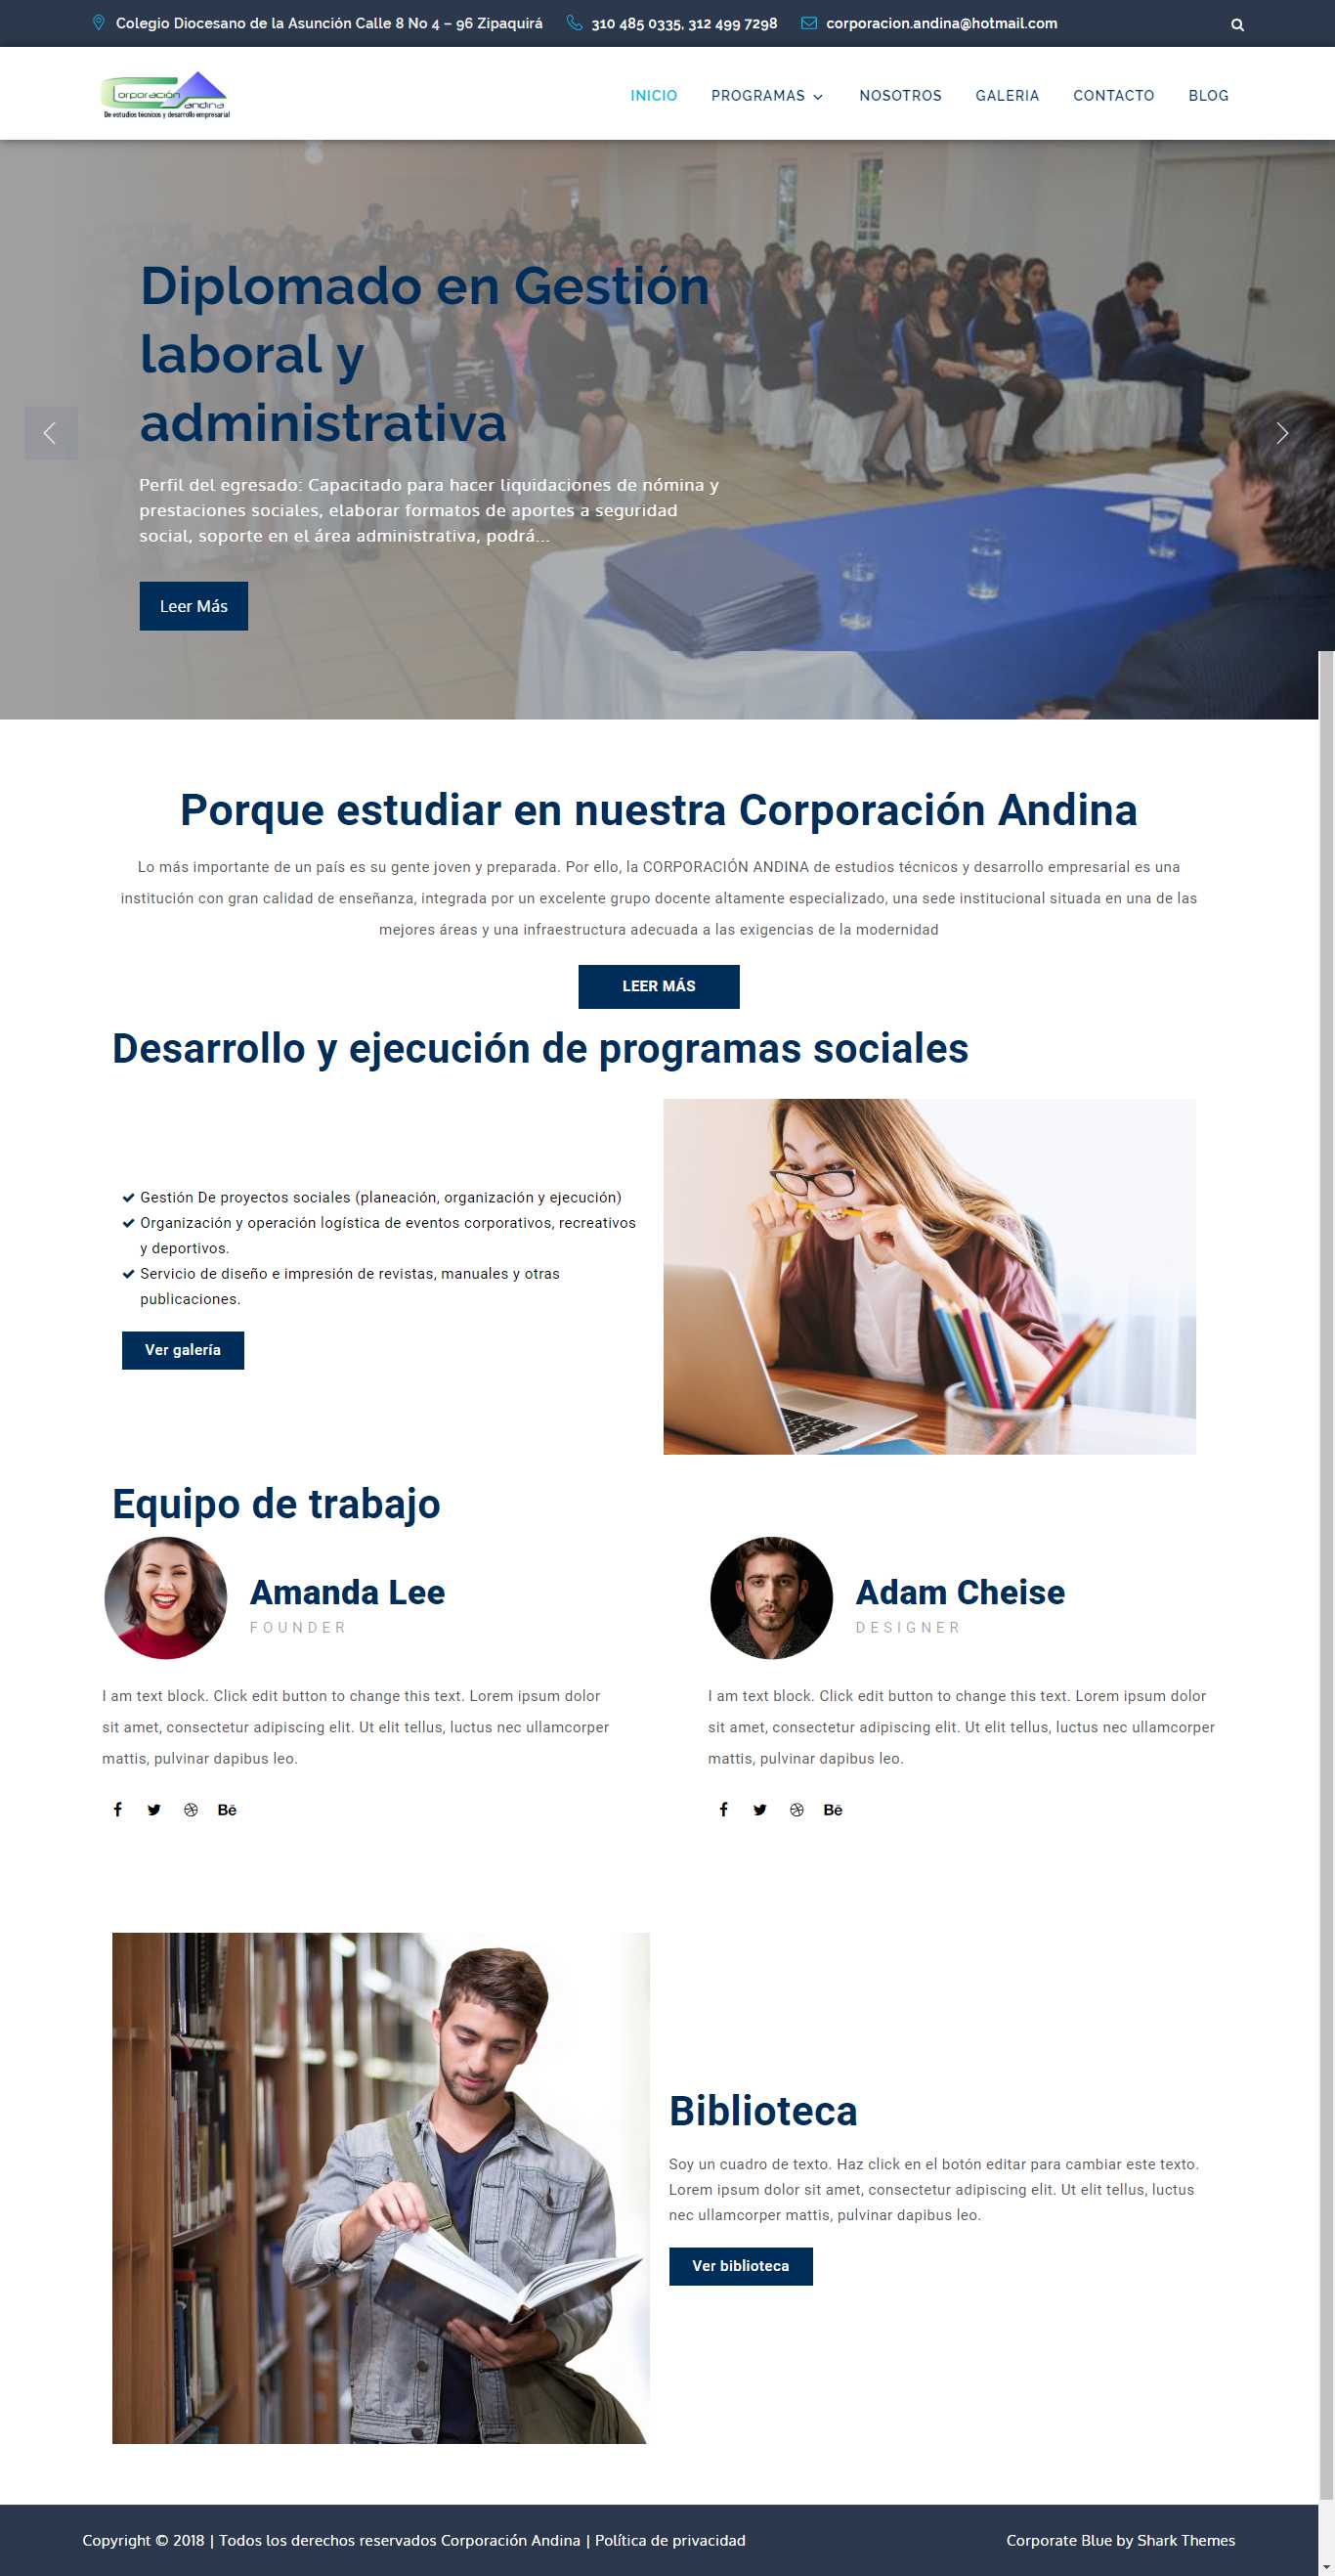 Colegio Diocesano de la Asunción Calle 8 No 4 – 96 Zipaquirá 310 485 0335, 312 499 7298 corporacion.andina@hotmail.com
Corporación
andina
De estudios técnicos y desarrollo empresarial
INICIO PROGRAMAS NOSOTROS GALERIA CONTACTO BLOG
Diplomado en Gestión
laboral y
administrativa
Perfil del egresado: Capacitado para hacer liquidaciones de nómina y
prestaciones sociales, elaborar formatos de aportes a seguridad
social, soporte en el área administrativa, podrá...
Leer Más
Porque estudiar en nuestra Corporación Andina
Lo más importante de un país es su gente joven y preparada. Por ello, la CORPORACIÓN ANDINA de estudios técnicos y desarrollo empresarial es una
institución con gran calidad de enseñanza, integrada por un excelente grupo docente altamente especializado, una sede institucional situada en una de las
mejores áreas y una infraestructura adecuada a las exigencias de la modernidad
LEER MÁS
Desarrollo y ejecución de programas sociales
Gestión De proyectos sociales (planeación, organización y ejecución)
Organización y operación logística de eventos corporativos, recreativos
y deportivos.
Servicio de diseño e impresión de revistas, manuales y otras
publicaciones.
Ver galería
Equipo de trabajo
Amanda Lee
FOUNDER
I am text block. Click edit button to change this text. Lorem ipsum dolor
sit amet, consectetur adipiscing elit. Ut elit tellus, luctus nec ullamcorper
mattis, pulvinar dapibus leo.
Bē
Adam Cheise
DESIGNER
I am text block. Click edit button to change this text. Lorem ipsum dolor
sit amet, consectetur adipiscing elit. Ut elit tellus, luctus nec ullamcorper
mattis, pulvinar dapibus leo.
Bē
Biblioteca
Soy un cuadro de texto. Haz click en el botón editar para cambiar este texto.
Lorem ipsum dolor sit amet, consectetur adipiscing elit. Ut elit tellus, luctus
nec ullamcorper mattis, pulvinar dapibus leo.
Ver biblioteca
Copyright © 2018 | Todos los derechos reservados Corporación Andina | Política de privacidad Corporate Blue by Shark Themes